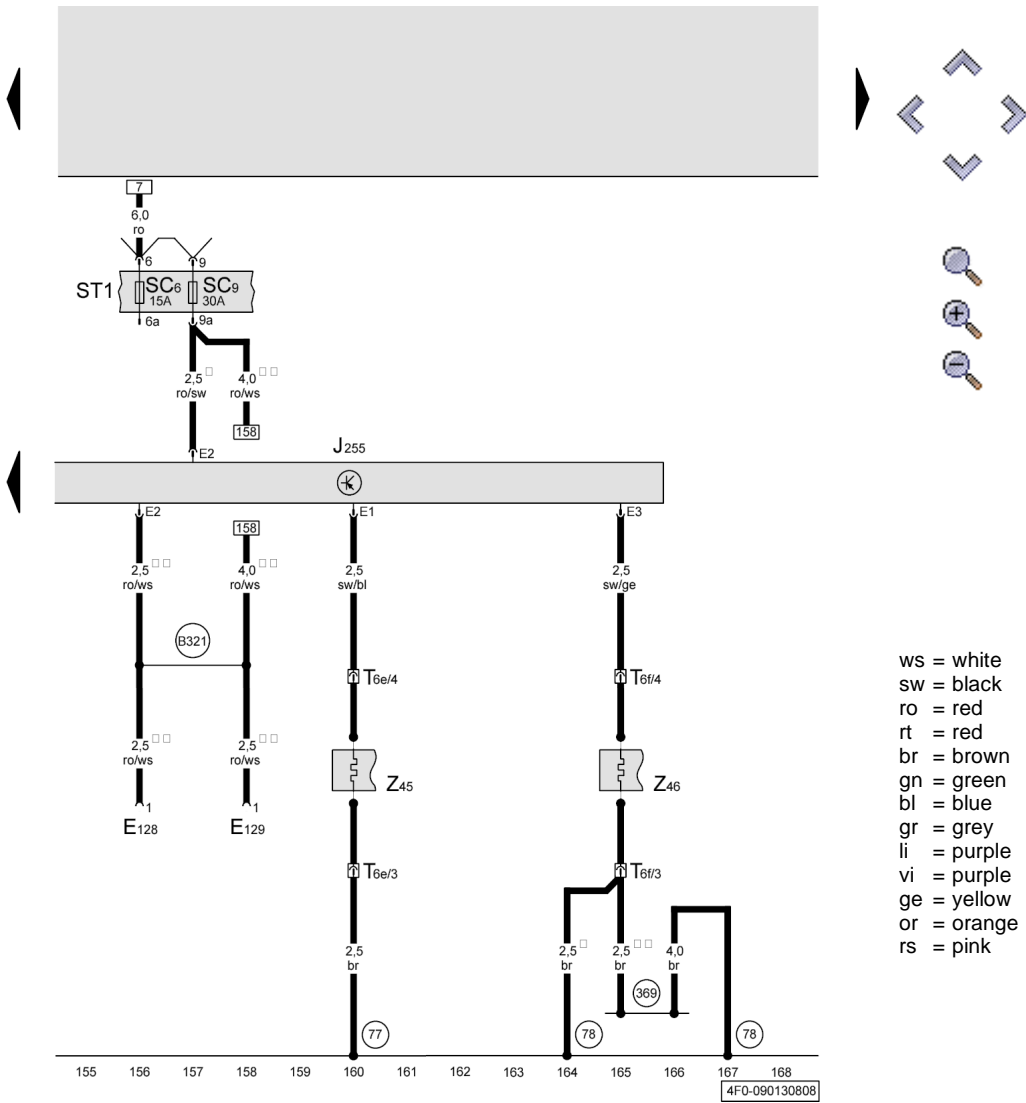 7
6,0
ro
6 9
ST1 SC6 15A SC9 30A
6a 9a
2,5 4,0
ro/sw ro/ws
158
E2
J255
E2 158 E1 E3
2,5 4,0 2,5 2,5
ro/ws ro/ws sw/bl sw/ge
B321
T6e/4 T6f/4
2,5 2,5
ro/ws ro/ws
Z45 Z46
1 1
E128 E129
T6e/3 T6f/3
2,5 2,5 2,5 4,0
br br br br
369
77 78 78
155 156 157 158 159 160 161 162 163 164 165 166 167 168
4F0-090130808
ws = white
sw = black
ro = red
rt = red
br = brown
gn = green
bl = blue
gr = grey
li = purple
vi = purple
ge = yellow
or = orange
rs = pink